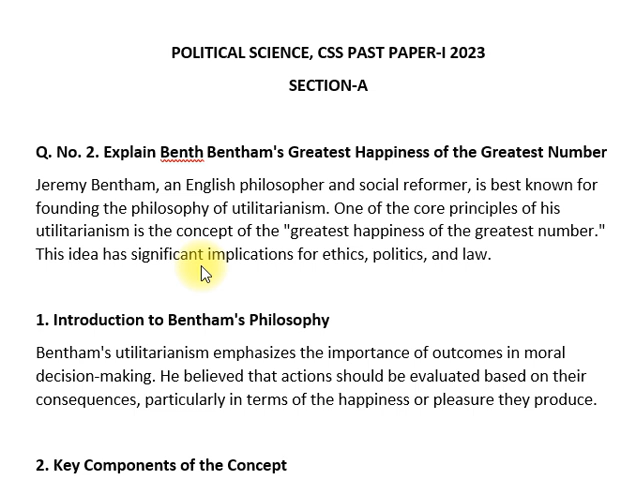 POLITICAL SCIENCE, CSS PAST PAPER-I 2023
SECTION-A
Q. No. 2. Explain Benth Bentham's Greatest Happiness of the Greatest Number
Jeremy Bentham, an English philosopher and social reformer, is best known for
founding the philosophy of utilitarianism. One of the core principles of his
utilitarianism is the concept of the "greatest happiness of the greatest number."
This idea has significant implications for ethics, politics, and law.
1. Introduction to Bentham's Philosophy
Bentham's utilitarianism emphasizes the importance of outcomes in moral
decision-making. He believed that actions should be evaluated based on their
consequences, particularly in terms of the happiness or pleasure they produce.
2. Key Components of the Concept